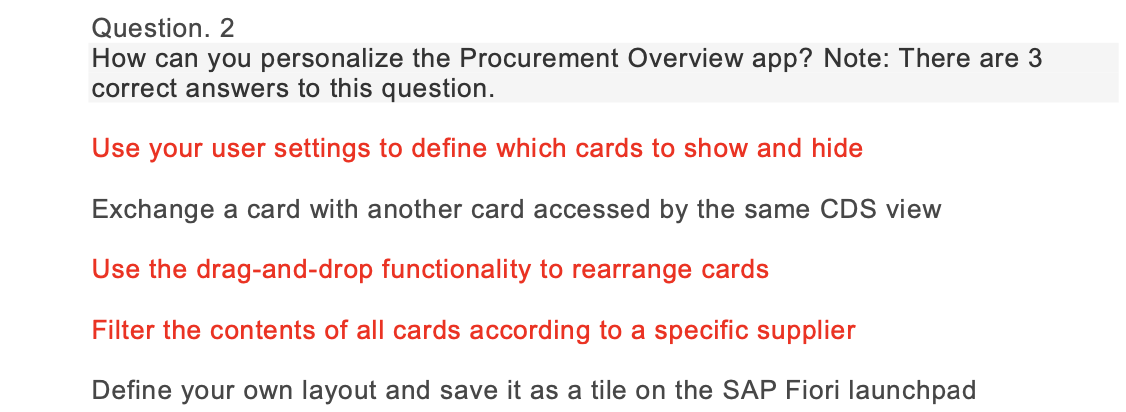 Question. 2
How can you personalize the Procurement Overview app? Note: There are 3
correct answers to this question.
Use your user settings to define which cards to show and hide
Exchange a card with another card accessed by the same CDS view
Use the drag-and-drop functionality to rearrange cards
Filter the contents of all cards according to a specific supplier
Define your own layout and save it as a tile on the SAP Fiori launchpad